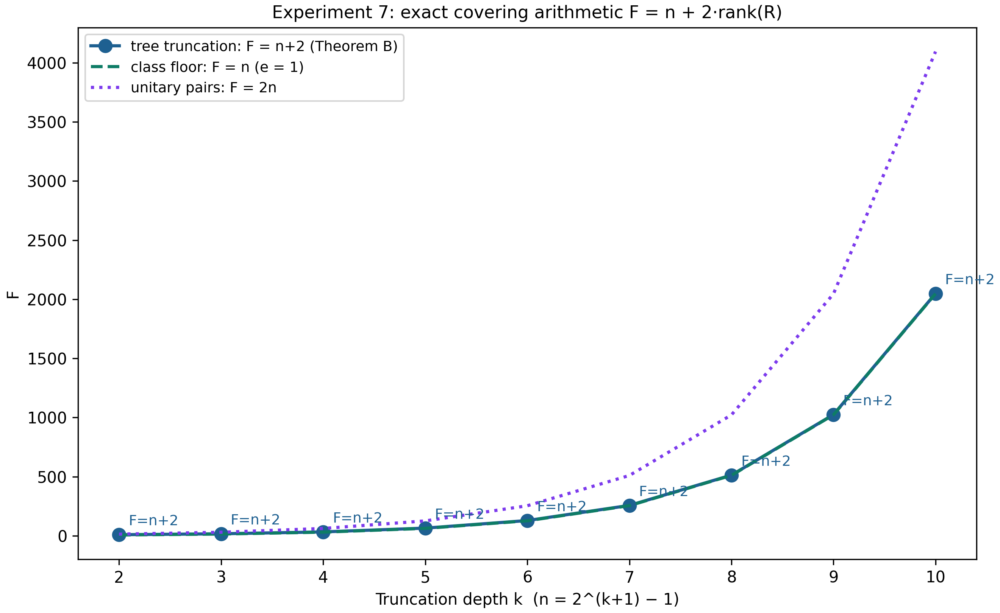 Experiment 7: exact covering arithmetic F = n + 2·rank(R)
tree truncation: F = n+2 (Theorem B)
class floor: F = n (e = 1)
unitary pairs: F = 2n
4000
3500
3000
2500
2000
1500
1000
500
0
F
F=n+2
F=n+2
F=n+2
F=n+2
F=n+2
F=n+2
F=n+2
F=n+2
F=n+2
2 3 4 5 6 7 8 9 10
Truncation depth k  (n = 2^(k+1) − 1)